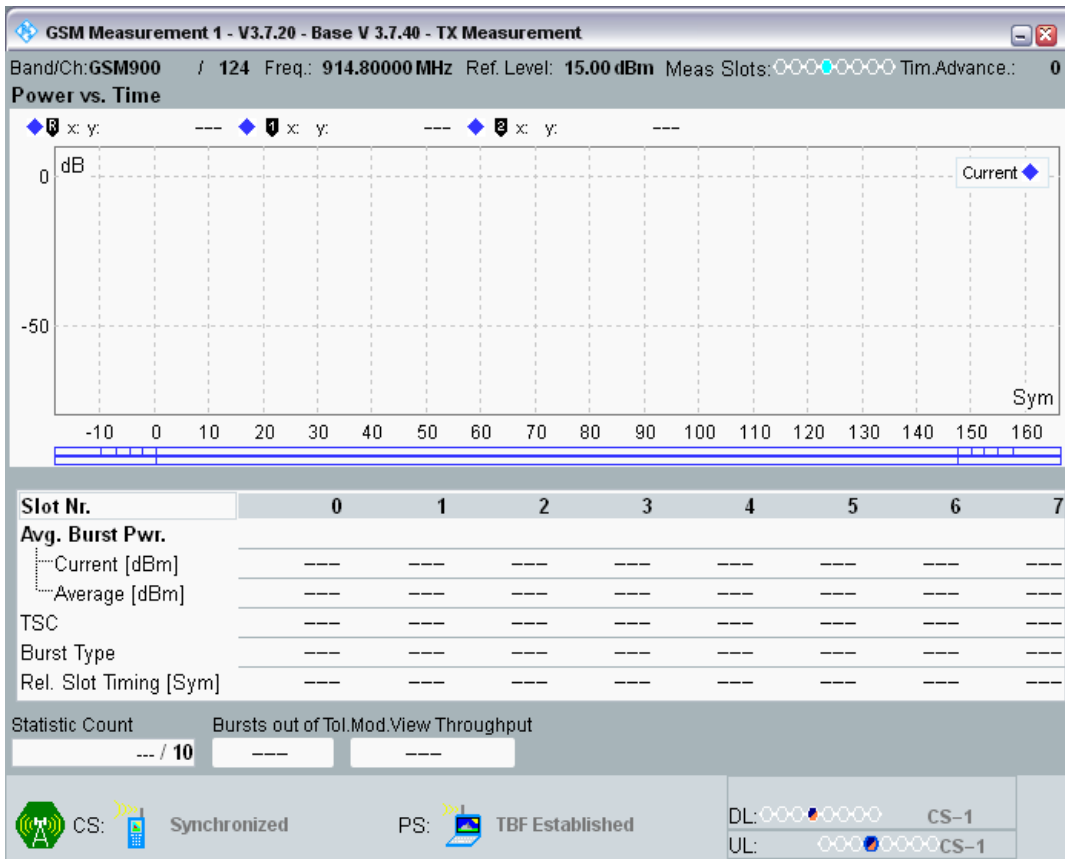 GSM Measurement 1 - V3.7.20 - Base V 3.7.40 - TX Measurement
Band/Ch:GSM900 / 124 Freq.: 914.80000 MHz Ref. Level: 15.00 dBm Meas Slots: Tim.Advance.: 0
Power vs. Time
R x: y: --- 1 x: y: --- 2 x: y: ---
dB
Current
0
-50
Sym
-10 0 10 20 30 40 50 60 70 80 90 100 110 120 130 140 150 160
Slot Nr. 0 1 2 3 4 5 6 7
Avg. Burst Pwr.
Current [dBm] --- --- --- --- --- --- --- ---
Average [dBm] --- --- --- --- --- --- --- ---
TSC --- --- --- --- --- --- --- ---
Burst Type --- --- --- --- --- --- --- ---
Rel. Slot Timing [Sym] --- --- --- --- --- --- --- ---
Statistic Count Bursts out of Tol.Mod.View Throughput
--- / 10 --- ---
CS: Synchronized PS: TBF Established
DL: CS-1
UL: CS-1